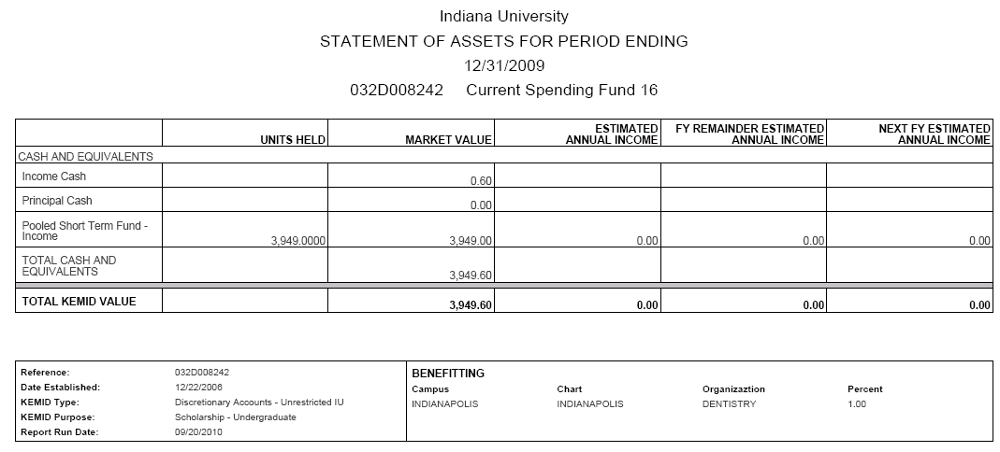 Indiana University
STATEMENT OF ASSETS FOR PERIOD ENDING
12/31/2009
032D008242 Current Spending Fund 16
UNITS HELD MARKET VALUE ESTIMATED ANNUAL INCOME FY REMAINDER ESTIMATED ANNUAL INCOME NEXT FY ESTIMATED ANNUAL INCOME
CASH AND EQUIVALENTS
Income Cash 0.60
Principal Cash 0.00
Pooled Short Term Fund - Income 3,949.0000 3,949.00 0.00 0.00 0.00
TOTAL CASH AND EQUIVALENTS 3,949.60
TOTAL KEMID VALUE 3,949.60 0.00 0.00 0.00
Reference: 032D008242
Date Established: 12/22/2006
KEMID Type: Discretionary Accounts - Unrestricted IU
KEMID Purpose: Scholarship - Undergraduate
Report Run Date: 09/20/2010
BENEFITTING
Campus Chart Organizaztion Percent
INDIANAPOLIS INDIANAPOLIS DENTISTRY 1.00